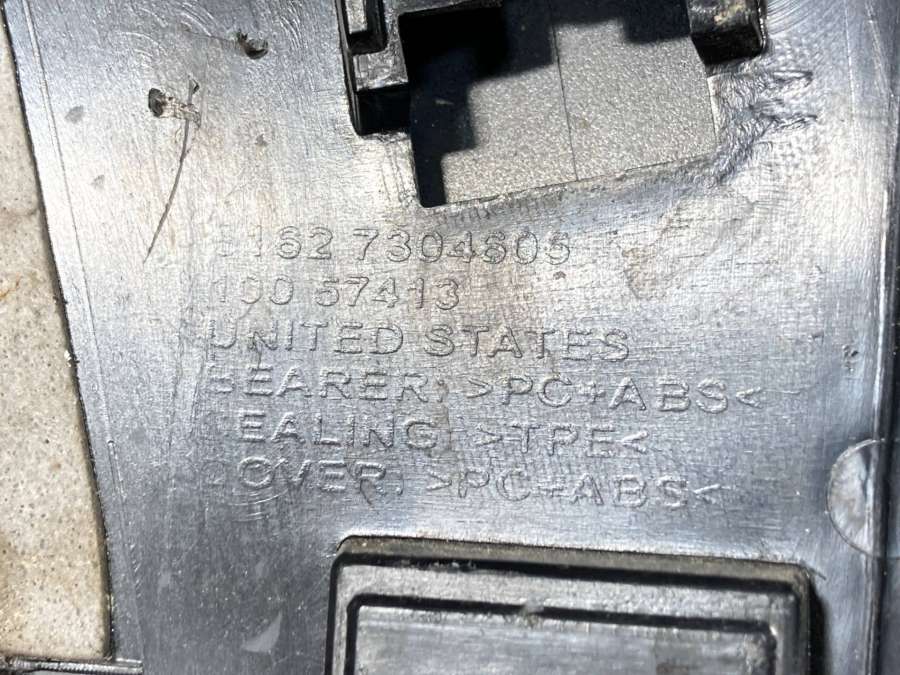 5162 7304605
100 57413
UNITED STATES
BEARER: >PC+ABS<
SEALING: >TPE<
COVER: >PC+ABS<